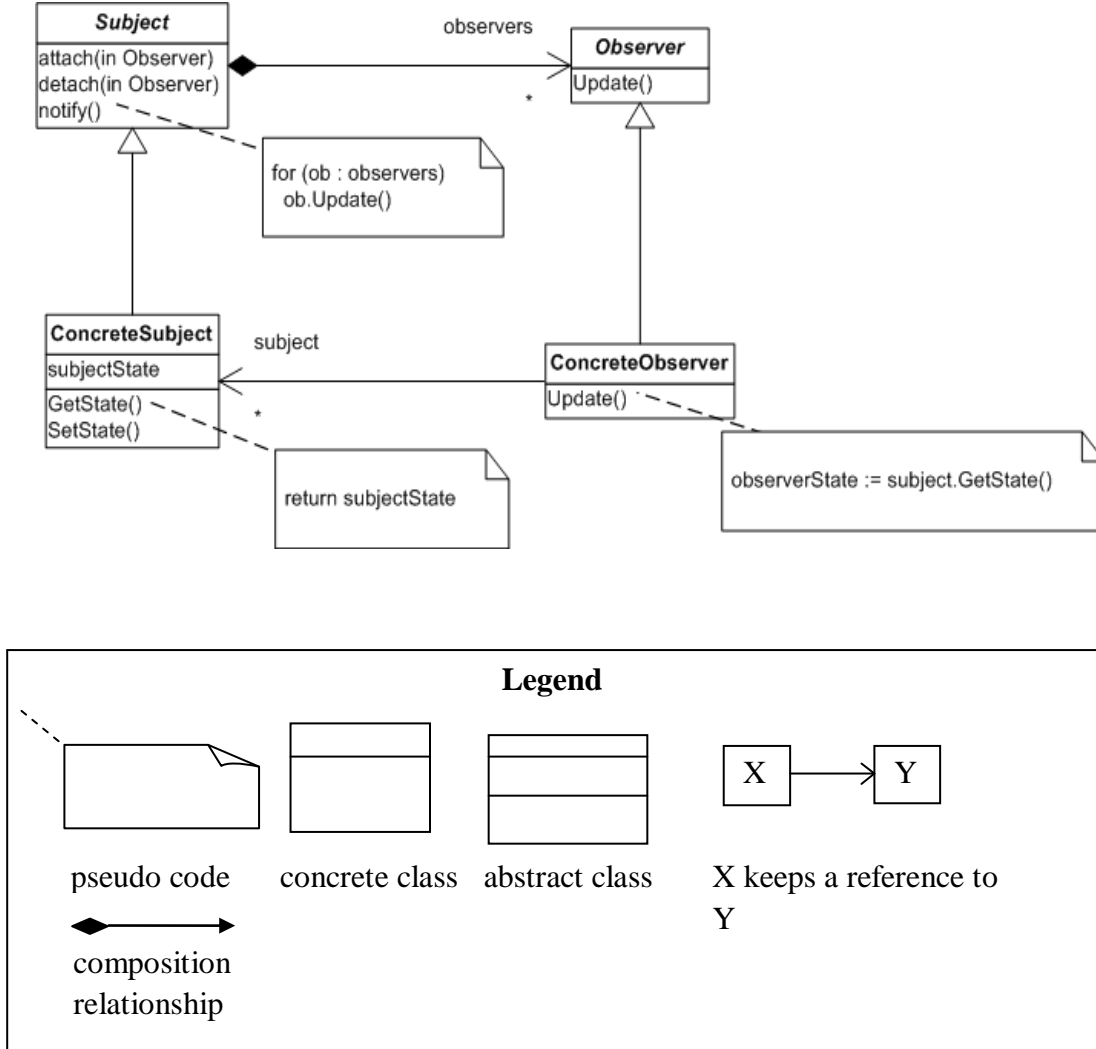 Subject
attach(in Observer)
detach(in Observer)
notify()
observers
*
Observer
Update()
for (ob : observers)
ob.Update()
ConcreteSubject
subjectState
GetState()
SetState()
subject
*
ConcreteObserver
Update()
return subjectState
observerState := subject.GetState()
Legend
pseudo code
concrete class
abstract class
X
Y
X keeps a reference to
Y
composition
relationship